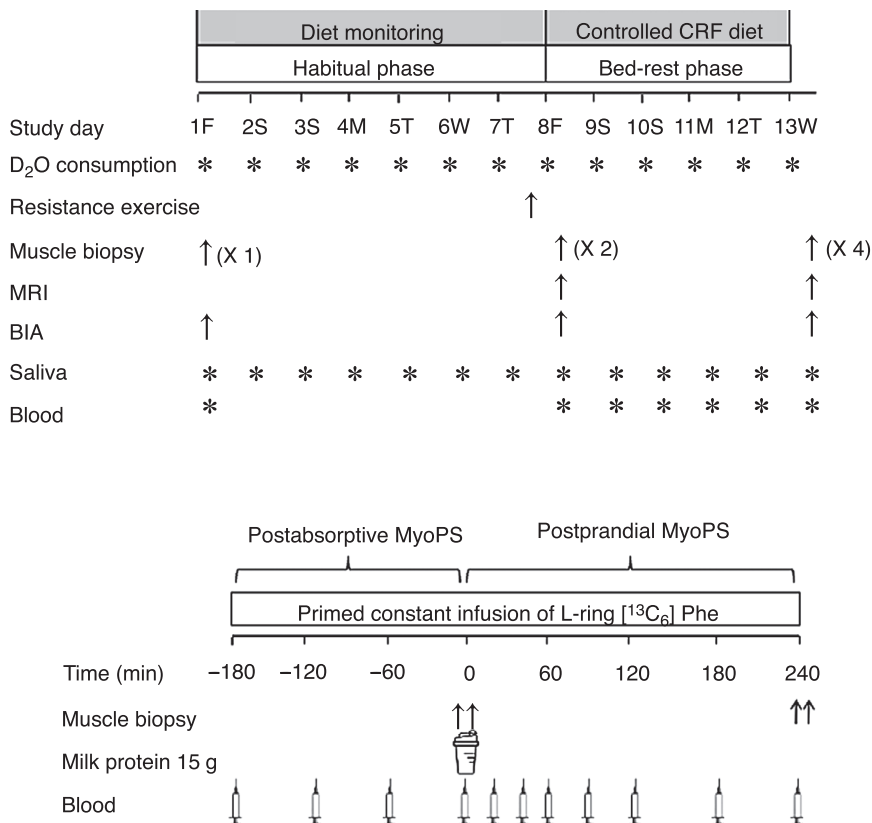 Diet monitoring Controlled CRF diet
Habitual phase Bed-rest phase
Study day 1F 2S 3S 4M 5T 6W 7T 8F 9S 10S 11M 12T 13W
D₂O consumption * * * * * * * * * * * * *
Resistance exercise ↑
Muscle biopsy ↑ (X 1) ↑ (X 2) ↑ (X 4)
MRI ↑ ↑
BIA ↑ ↑ ↑
Saliva * * * * * * * * * * * * *
Blood * * * * * * *
Postabsorptive MyoPS Postprandial MyoPS
Primed constant infusion of L-ring [¹³C₆] Phe
Time (min) −180 −120 −60 0 60 120 180 240
Muscle biopsy ↑↑ ↑↑
Milk protein 15 g
Blood